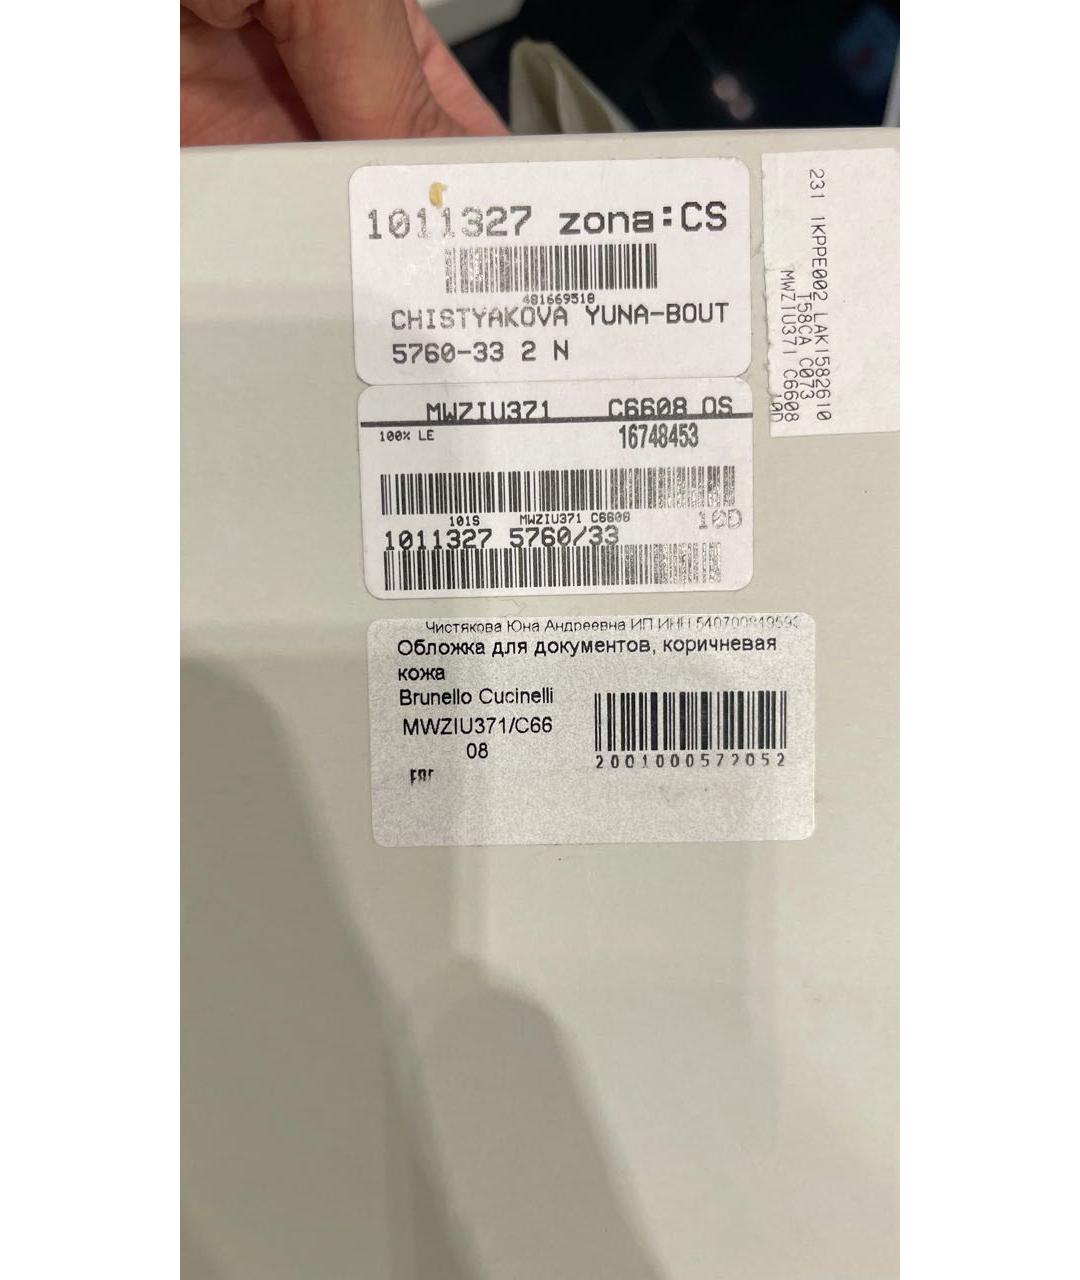 1011327 zona:CS
481669518
CHISTYAKOVA YUNA-BOUT
5760-33 2 N
MWZIU371 C6608 OS
100% LE 16748453
101S MWZIU371 C6608 10D
1011327 5760/33
Чистякова Юна Андреевна ИП ИНН
Обложка для документов, коричневая
кожа
Brunello Cucinelli
MWZIU371/C66
08
2001000572052
231 1KPPE002 LAK1582610
T58CA C073
MWZIU371 C6608
10D